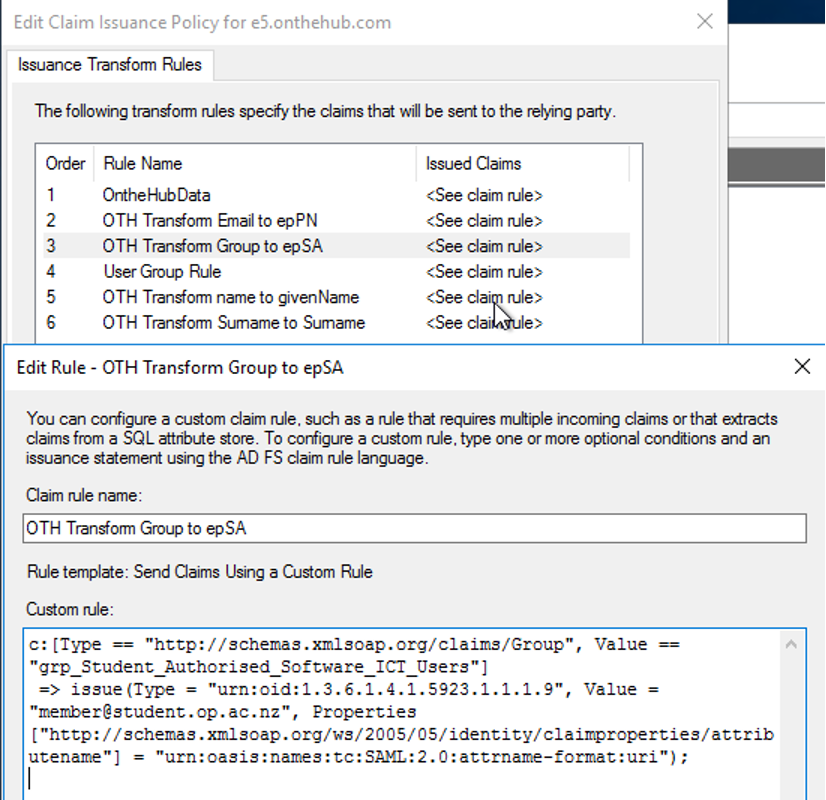 Edit Claim Issuance Policy for e5.onthehub.com
Issuance Transform Rules
The following transform rules specify the claims that will be sent to the relying party.
Order Rule Name Issued Claims
1 OntheHubData <See claim rule>
2 OTH Transform Email to epPN <See claim rule>
3 OTH Transform Group to epSA <See claim rule>
4 User Group Rule <See claim rule>
5 OTH Transform name to givenName <See claim rule>
6 OTH Transform Surname to Surname <See claim rule>
Edit Rule - OTH Transform Group to epSA
You can configure a custom claim rule, such as a rule that requires multiple incoming claims or that extracts
claims from a SQL attribute store. To configure a custom rule, type one or more optional conditions and an
issuance statement using the AD FS claim rule language.
Claim rule name:
OTH Transform Group to epSA
Rule template: Send Claims Using a Custom Rule
Custom rule:
c:[Type == "http://schemas.xmlsoap.org/claims/Group", Value ==
"grp_Student_Authorised_Software_ICT_Users"]
=> issue(Type = "urn:oid:1.3.6.1.4.1.5923.1.1.1.9", Value =
"member@student.op.ac.nz", Properties
["http://schemas.xmlsoap.org/ws/2005/05/identity/claimproperties/attrib
utename"] = "urn:oasis:names:tc:SAML:2.0:attrname-format:uri");